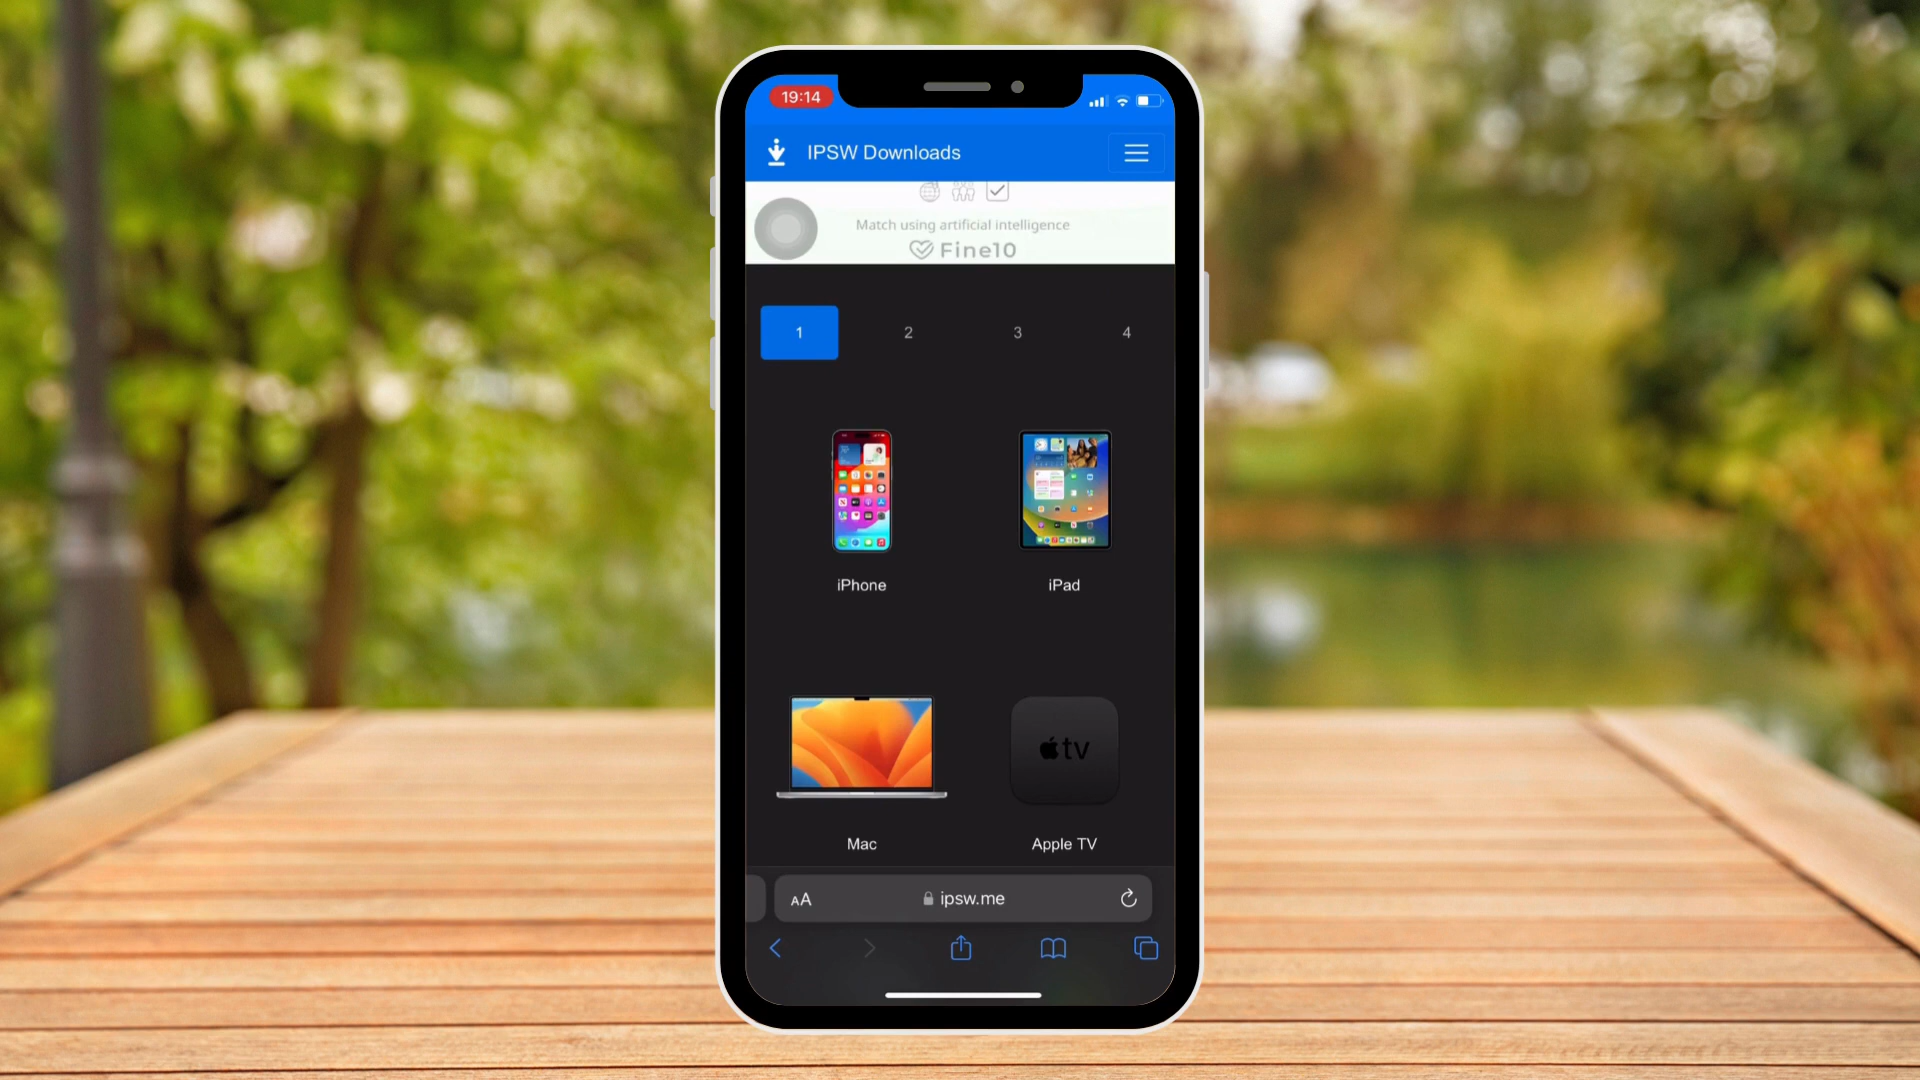 19:14
IPSW Downloads
Match using artificial intelligence
Fine10
1 2 3 4
iPhone iPad
tv
Mac Apple TV
AA ipsw.me